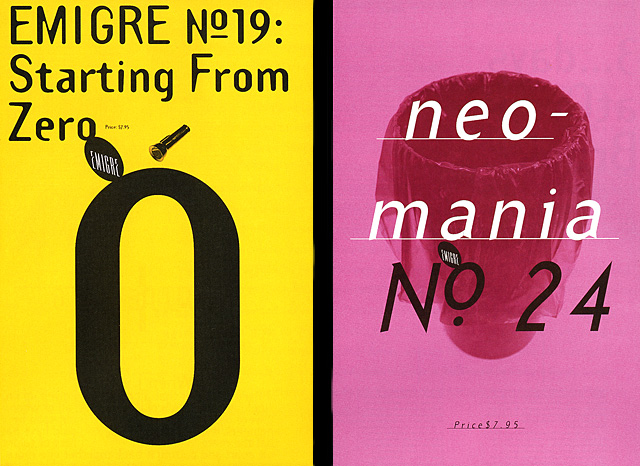 EMIGRE Nº19:
Starting From
Zero
Price: $7.95
EMIGRE
0
neo-
mania
EMIGRE
Nº 24
Price $7.95